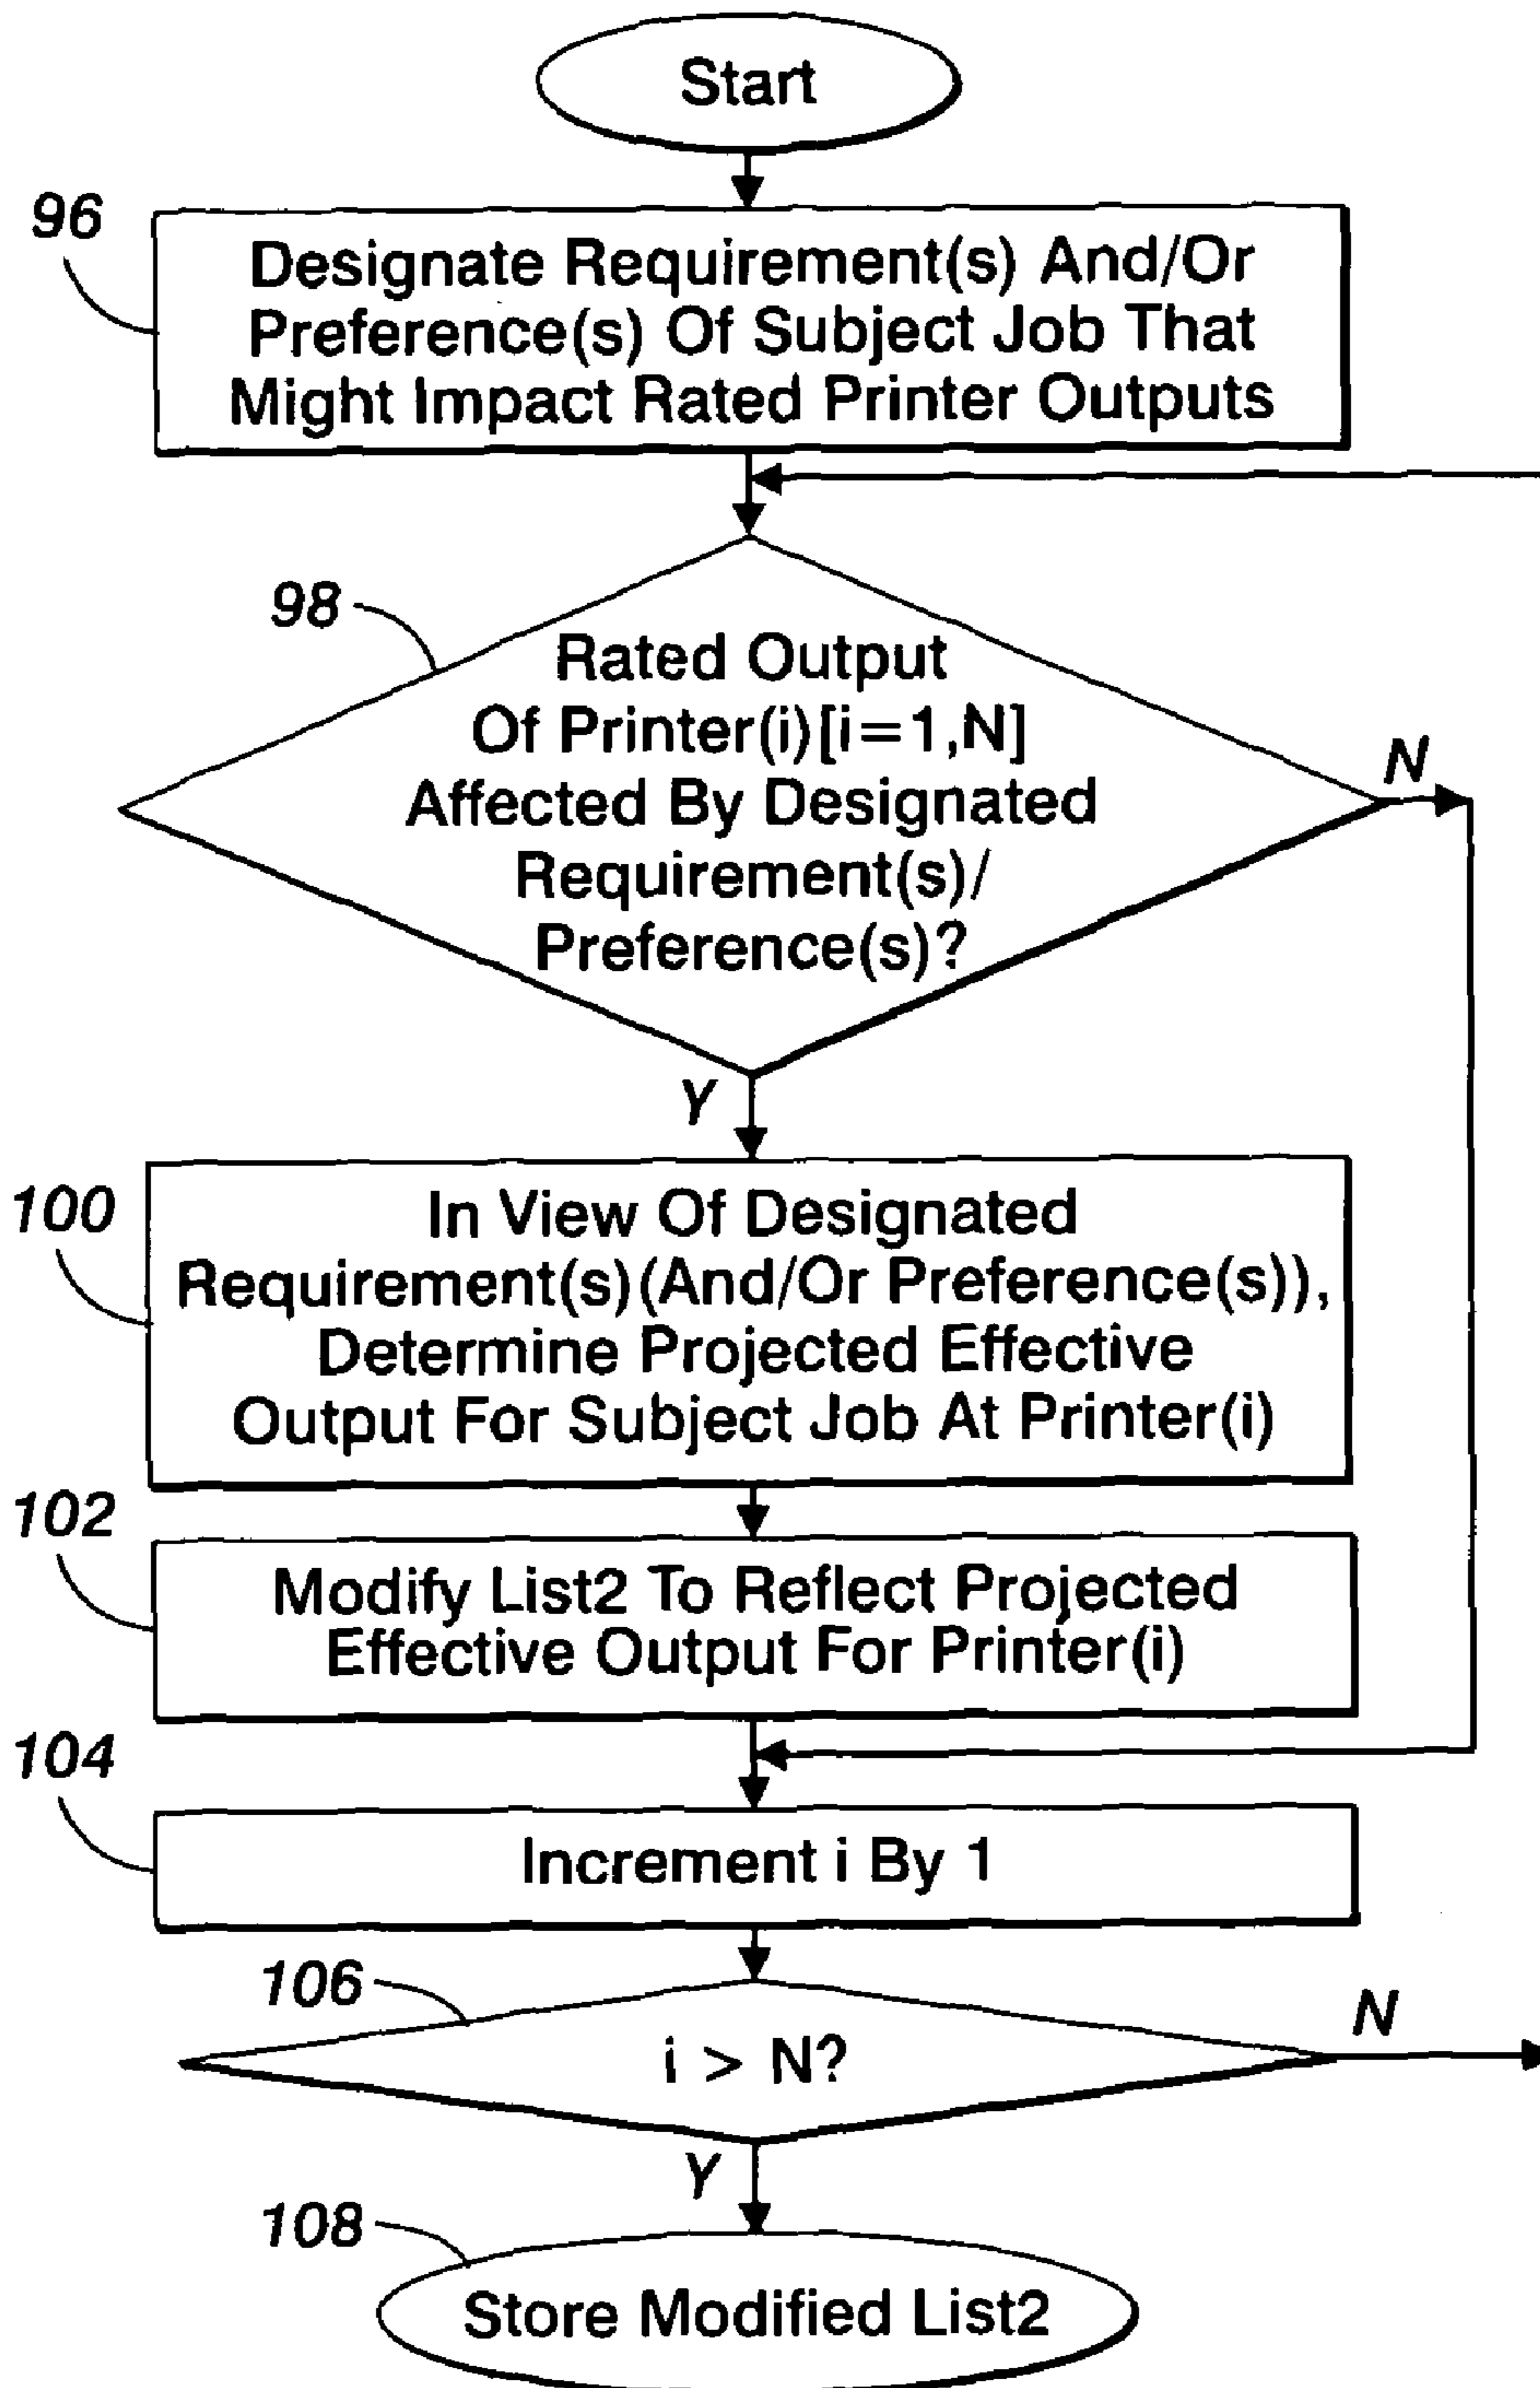 Start
96
Designate Requirement(s) And/Or
Preference(s) Of Subject Job That
Might Impact Rated Printer Outputs
98
Rated Output
Of Printer(i)[i=1,N]
Affected By Designated
Requirement(s)/
Preference(s)?
N
Y
100
In View Of Designated
Requirement(s)(And/Or Preference(s)),
Determine Projected Effective
Output For Subject Job At Printer(i)
102
Modify List2 To Reflect Projected
Effective Output For Printer(i)
104
Increment i By 1
106
i > N?
N
Y
108
Store Modified List2